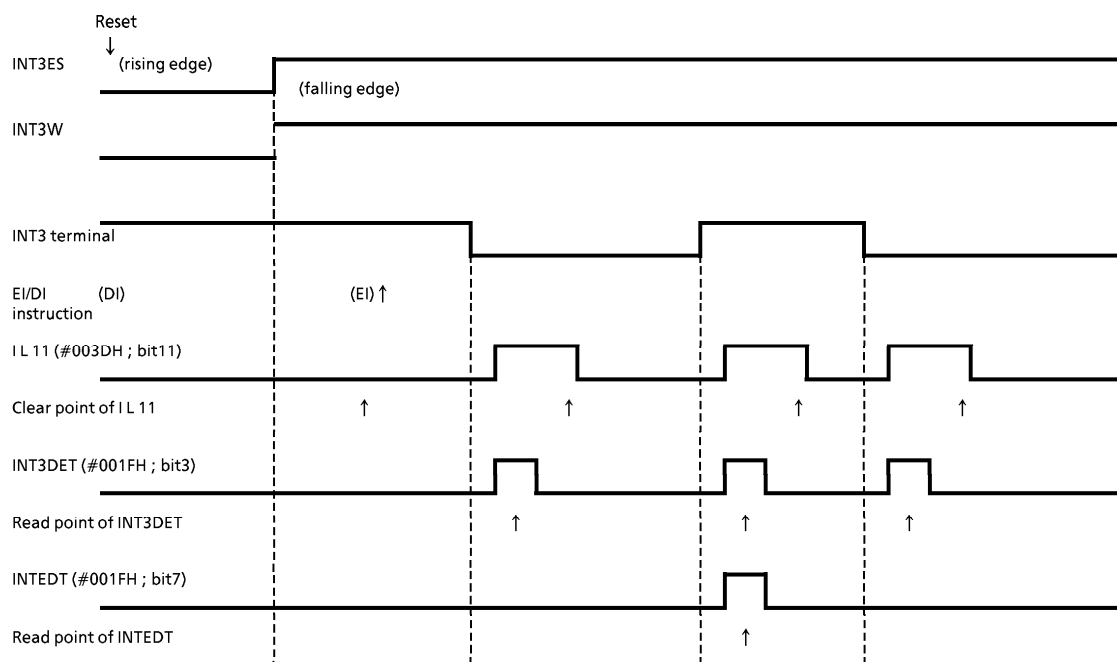 Reset
↓
INT3ES (rising edge)
(falling edge)
INT3W
INT3 terminal
EI/DI (DI) (EI) ↑
instruction
I L 11 (#003DH ; bit11)
Clear point of I L 11 ↑ ↑ ↑ ↑
INT3DET (#001FH ; bit3)
Read point of INT3DET ↑ ↑ ↑
INTEDT (#001FH ; bit7)
Read point of INTEDT ↑